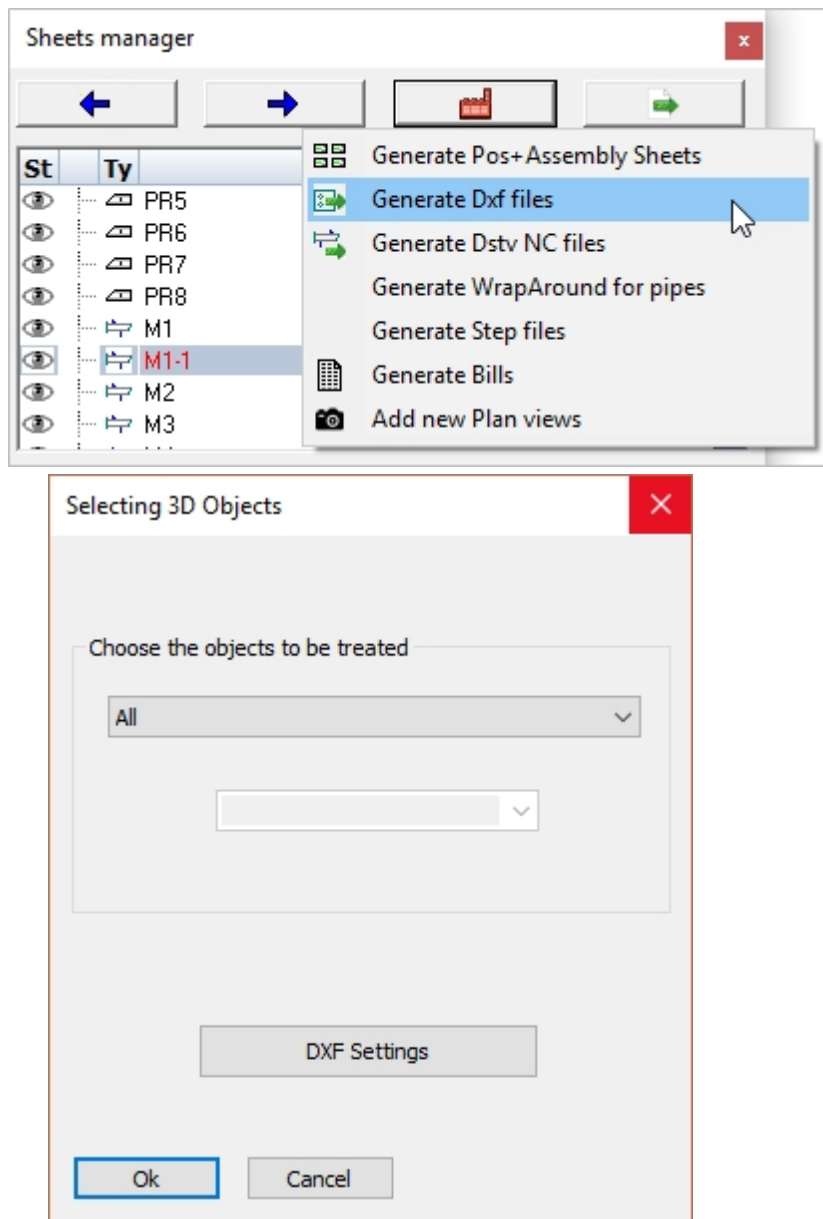 Sheets manager
x
St Ty
PR5
PR6
PR7
PR8
M1
M1-1
M2
M3
Generate Pos+Assembly Sheets
Generate Dxf files
Generate Dstv NC files
Generate WrapAround for pipes
Generate Step files
Generate Bills
Add new Plan views
Selecting 3D Objects
Choose the objects to be treated
All
DXF Settings
Ok Cancel